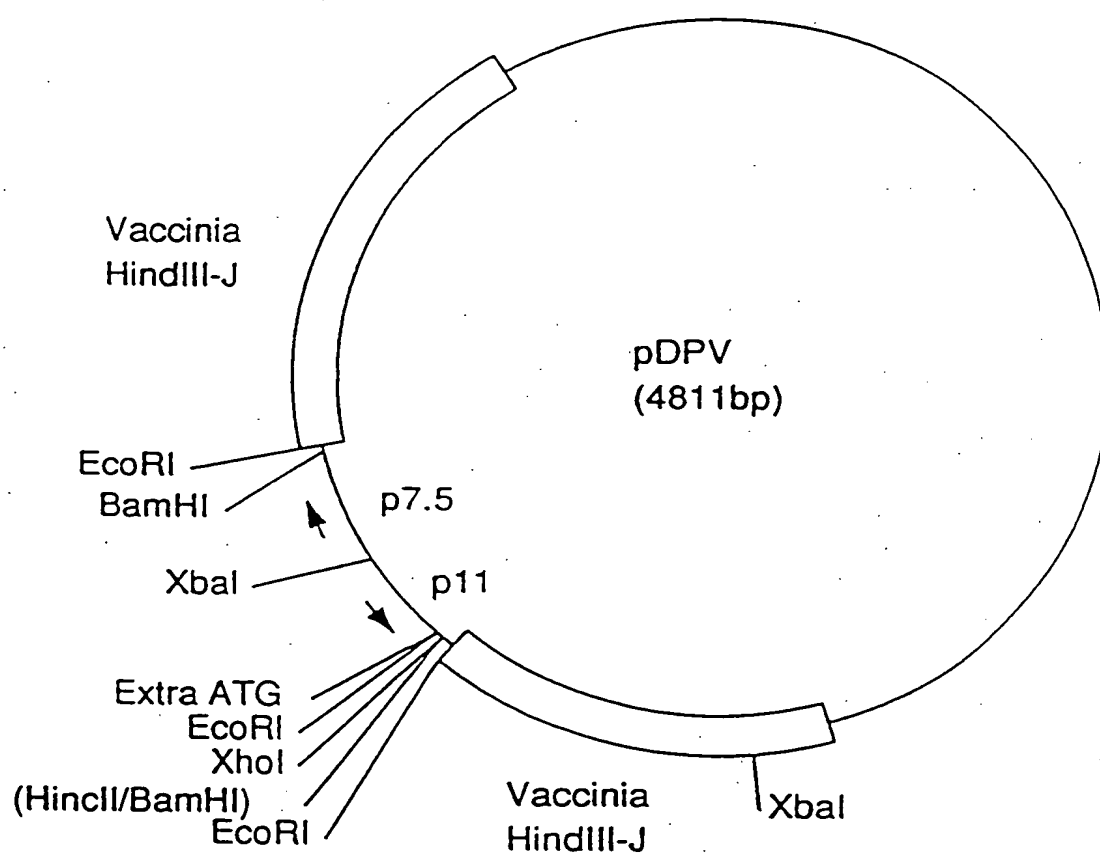 Vaccinia
HindIII-J
pDPV
(4811bp)
EcoRI
BamHI
p7.5
XbaI
p11
Extra ATG
EcoRI
XhoI
(HincII/BamHI)
EcoRI
Vaccinia
HindIII-J
XbaI